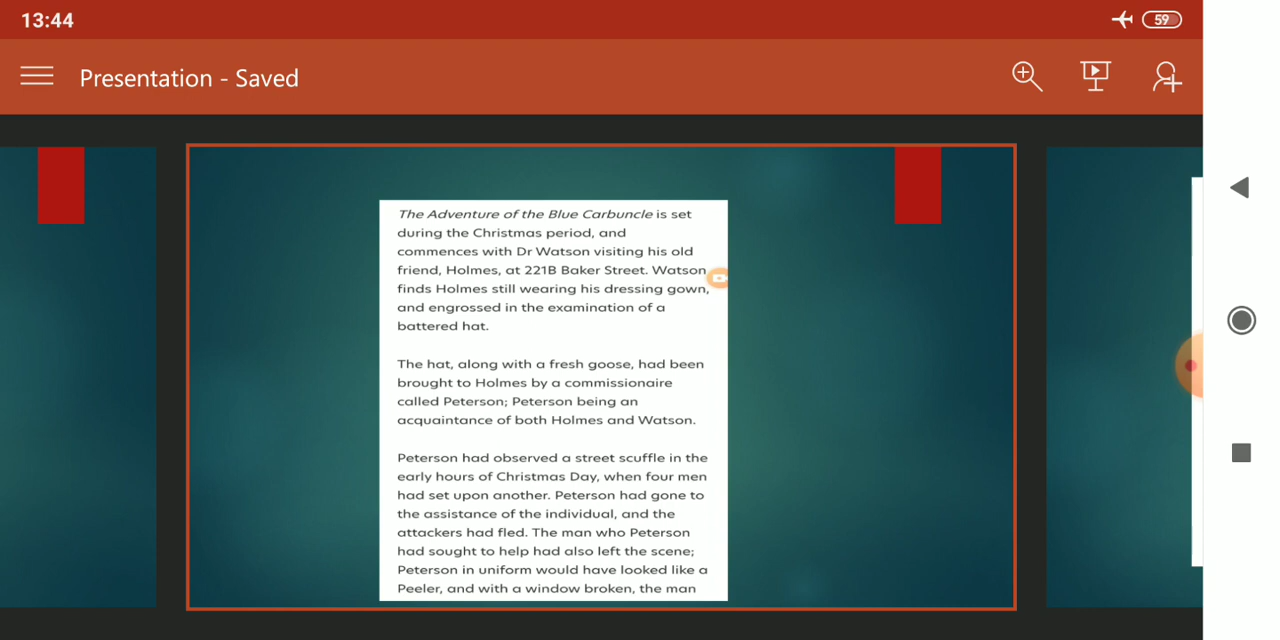 13:44
59
Presentation - Saved
The Adventure of the Blue Carbuncle is set
during the Christmas period, and
commences with Dr Watson visiting his old
friend, Holmes, at 221B Baker Street. Watson
finds Holmes still wearing his dressing gown,
and engrossed in the examination of a
battered hat.
The hat, along with a fresh goose, had been
brought to Holmes by a commissionaire
called Peterson; Peterson being an
acquaintance of both Holmes and Watson.
Peterson had observed a street scuffle in the
early hours of Christmas Day, when four men
had set upon another. Peterson had gone to
the assistance of the individual, and the
attackers had fled. The man who Peterson
had sought to help had also left the scene;
Peterson in uniform would have looked like a
Peeler, and with a window broken, the man